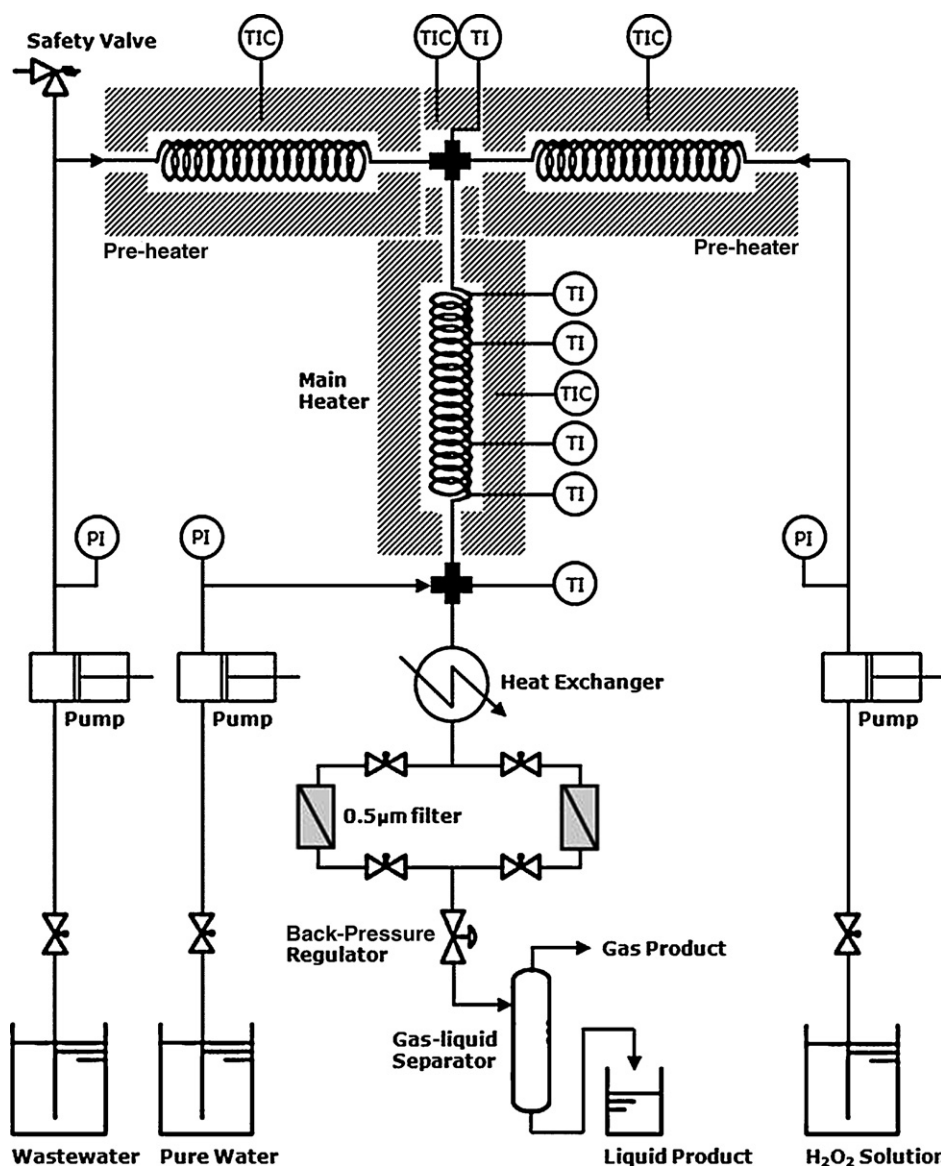 Safety Valve
TIC
TIC
TI
TIC
Pre-heater
Pre-heater
TI
TI
Main
Heater
TIC
TI
TI
PI
PI
PI
TI
Pump
Pump
Heat Exchanger
Pump
0.5µm filter
Back-Pressure
Regulator
Gas Product
Gas-liquid
Separator
Wastewater
Pure Water
Liquid Product
H₂O₂ Solution